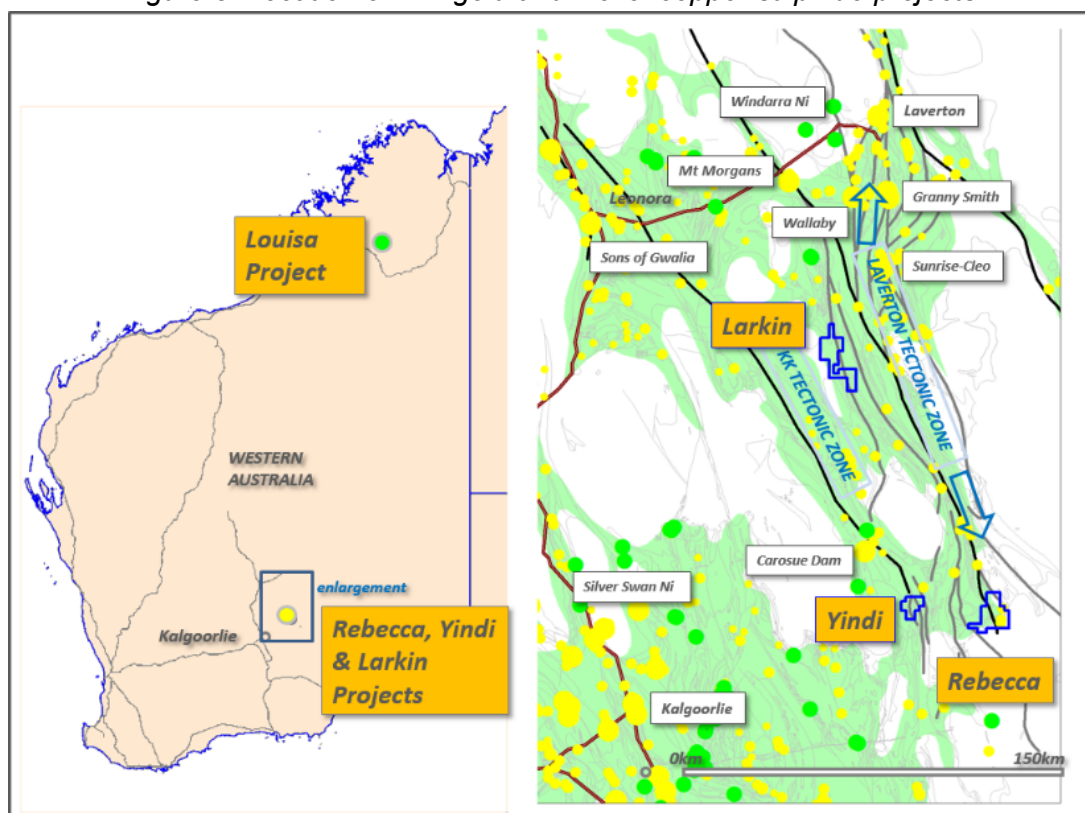 Louisa
Project
WESTERN
AUSTRALIA
enlargement
Kalgoorlie
Rebecca, Yindi
& Larkin
Projects
Windarra Ni
Laverton
Mt Morgans
Leonora
Granny Smith
Wallaby
Sons of Gwalia
Sunrise-Cleo
Larkin
LAVERTON TECTONIC ZONE
KK TECTONIC ZONE
Carosue Dam
Silver Swan Ni
Yindi
Rebecca
Kalgoorlie
0km
150km